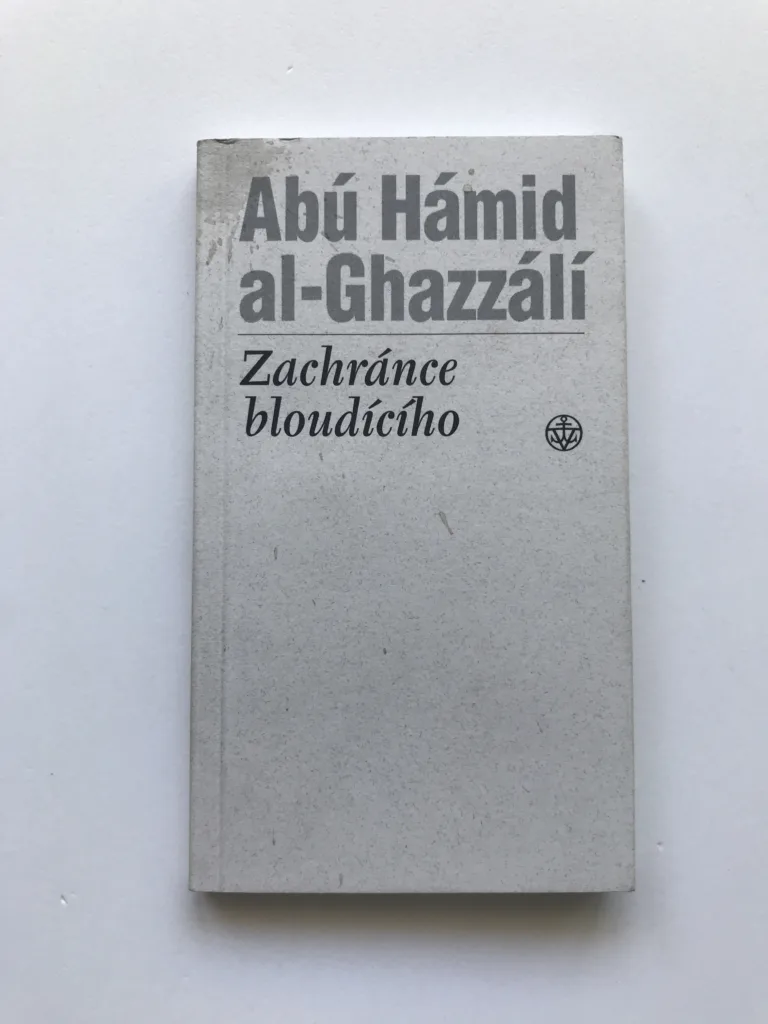 Abú Hámid
al-Ghazzálí
Zachránce
bloudícího